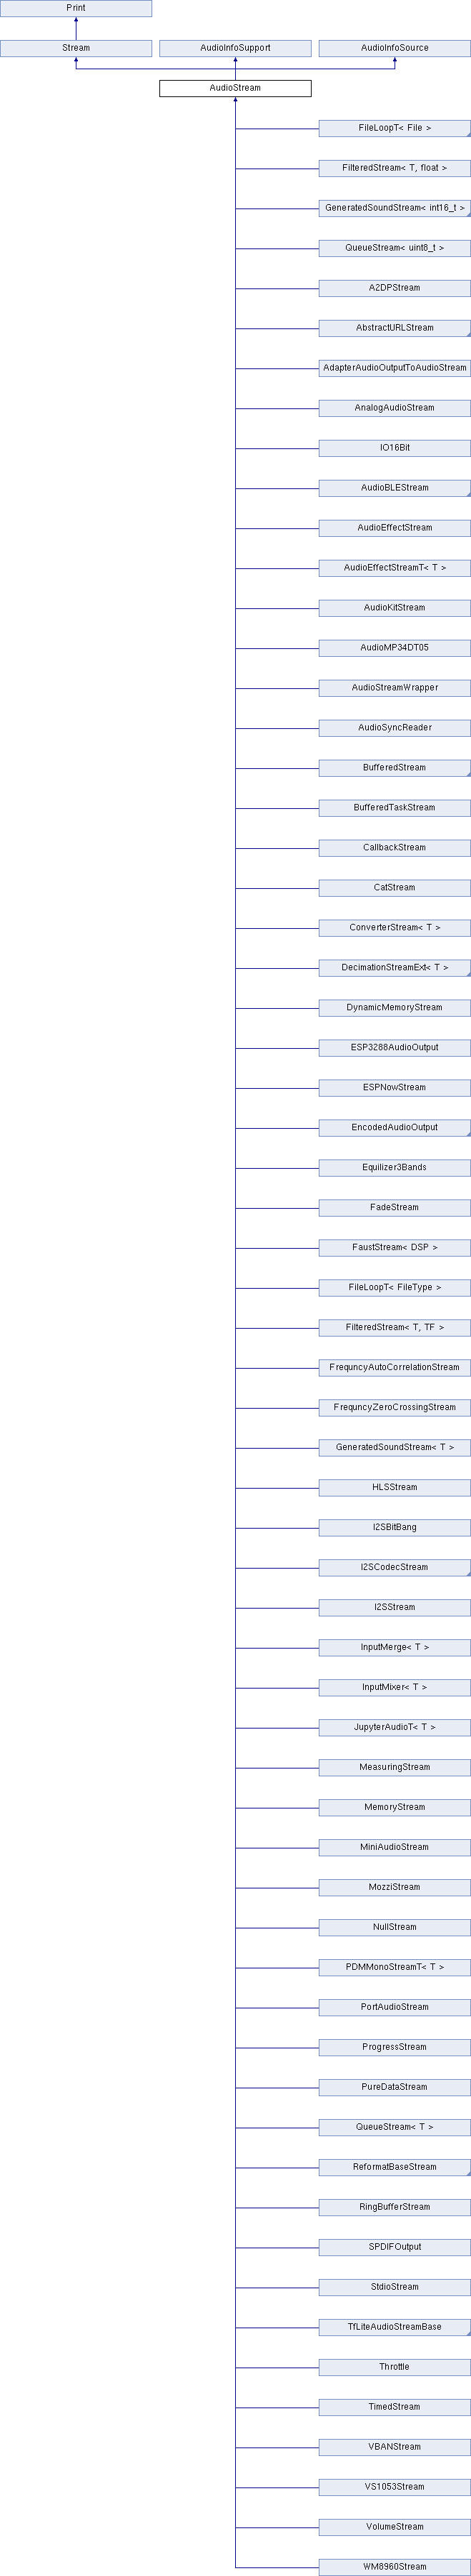 Print
Stream
AudioInfoSupport
AudioInfoSource
AudioStream
FileLoopT< File >
FilteredStream< T, float >
GeneratedSoundStream< int16_t >
QueueStream< uint8_t >
A2DPStream
AbstractURLStream
AdapterAudioOutputToAudioStream
AnalogAudioStream
IO16Bit
AudioBLEStream
AudioEffectStream
AudioEffectStreamT< T >
AudioKitStream
AudioMP34DT05
AudioStreamWrapper
AudioSyncReader
BufferedStream
BufferedTaskStream
CallbackStream
CatStream
ConverterStream< T >
DecimationStreamExt< T >
DynamicMemoryStream
ESP3288AudioOutput
ESPNowStream
EncodedAudioOutput
Equilizer3Bands
FadeStream
FaustStream< DSP >
FileLoopT< FileType >
FilteredStream< T, TF >
FrequncyAutoCorrelationStream
FrequncyZeroCrossingStream
GeneratedSoundStream< T >
HLSStream
I2SBitBang
I2SCodecStream
I2SStream
InputMerge< T >
InputMixer< T >
JupyterAudioT< T >
MeasuringStream
MemoryStream
MiniAudioStream
MozziStream
NullStream
PDMMonoStreamT< T >
PortAudioStream
ProgressStream
PureDataStream
QueueStream< T >
ReformatBaseStream
RingBufferStream
SPDIFOutput
StdioStream
TfLiteAudioStreamBase
Throttle
TimedStream
VBANStream
VS1053Stream
VolumeStream
WM8960Stream